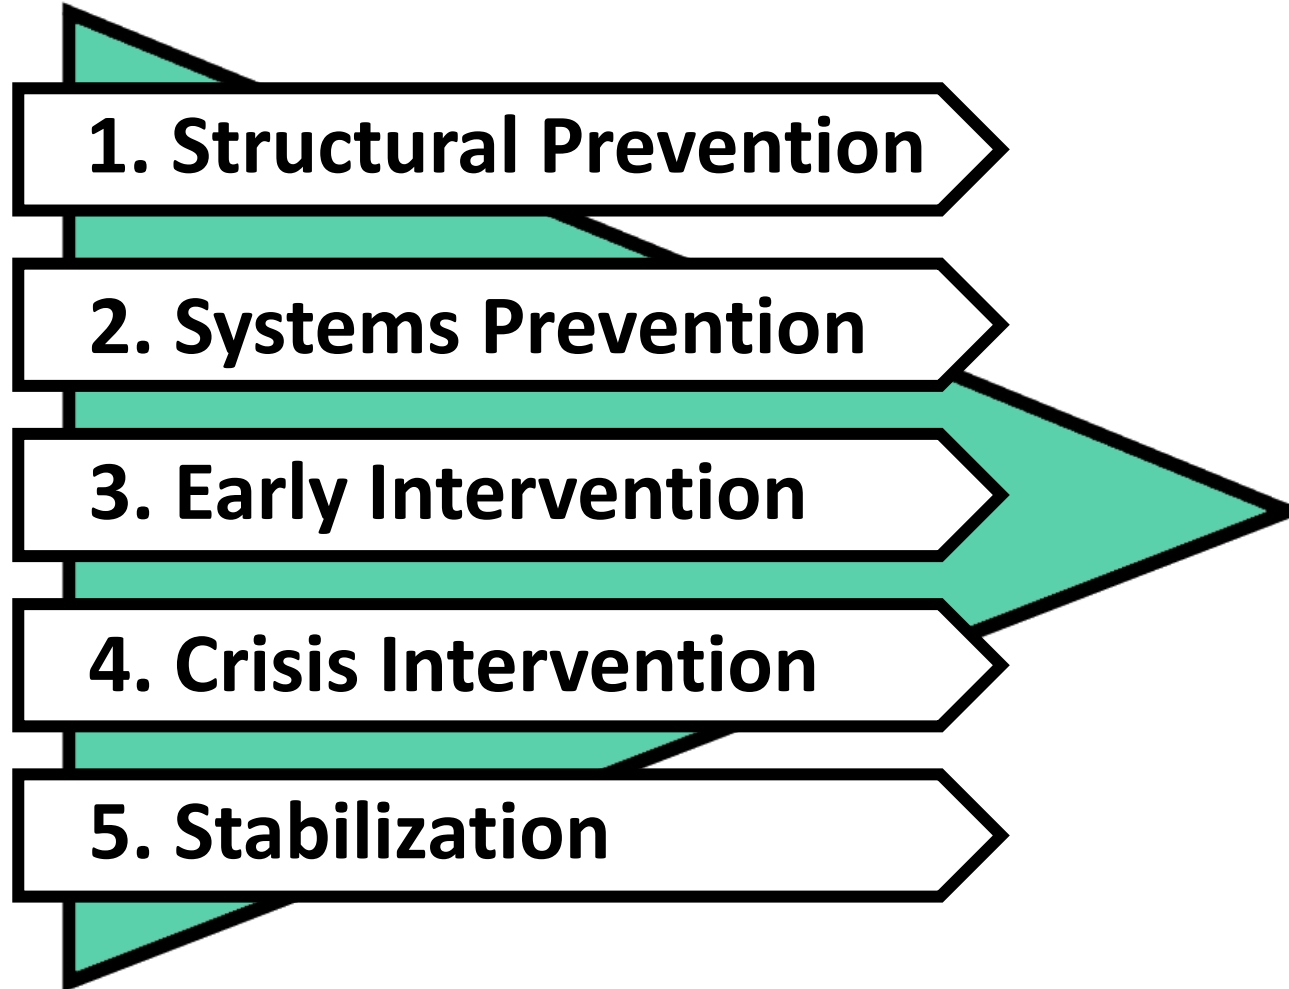 1. Structural Prevention
2. Systems Prevention
3. Early Intervention
4. Crisis Intervention
5. Stabilization